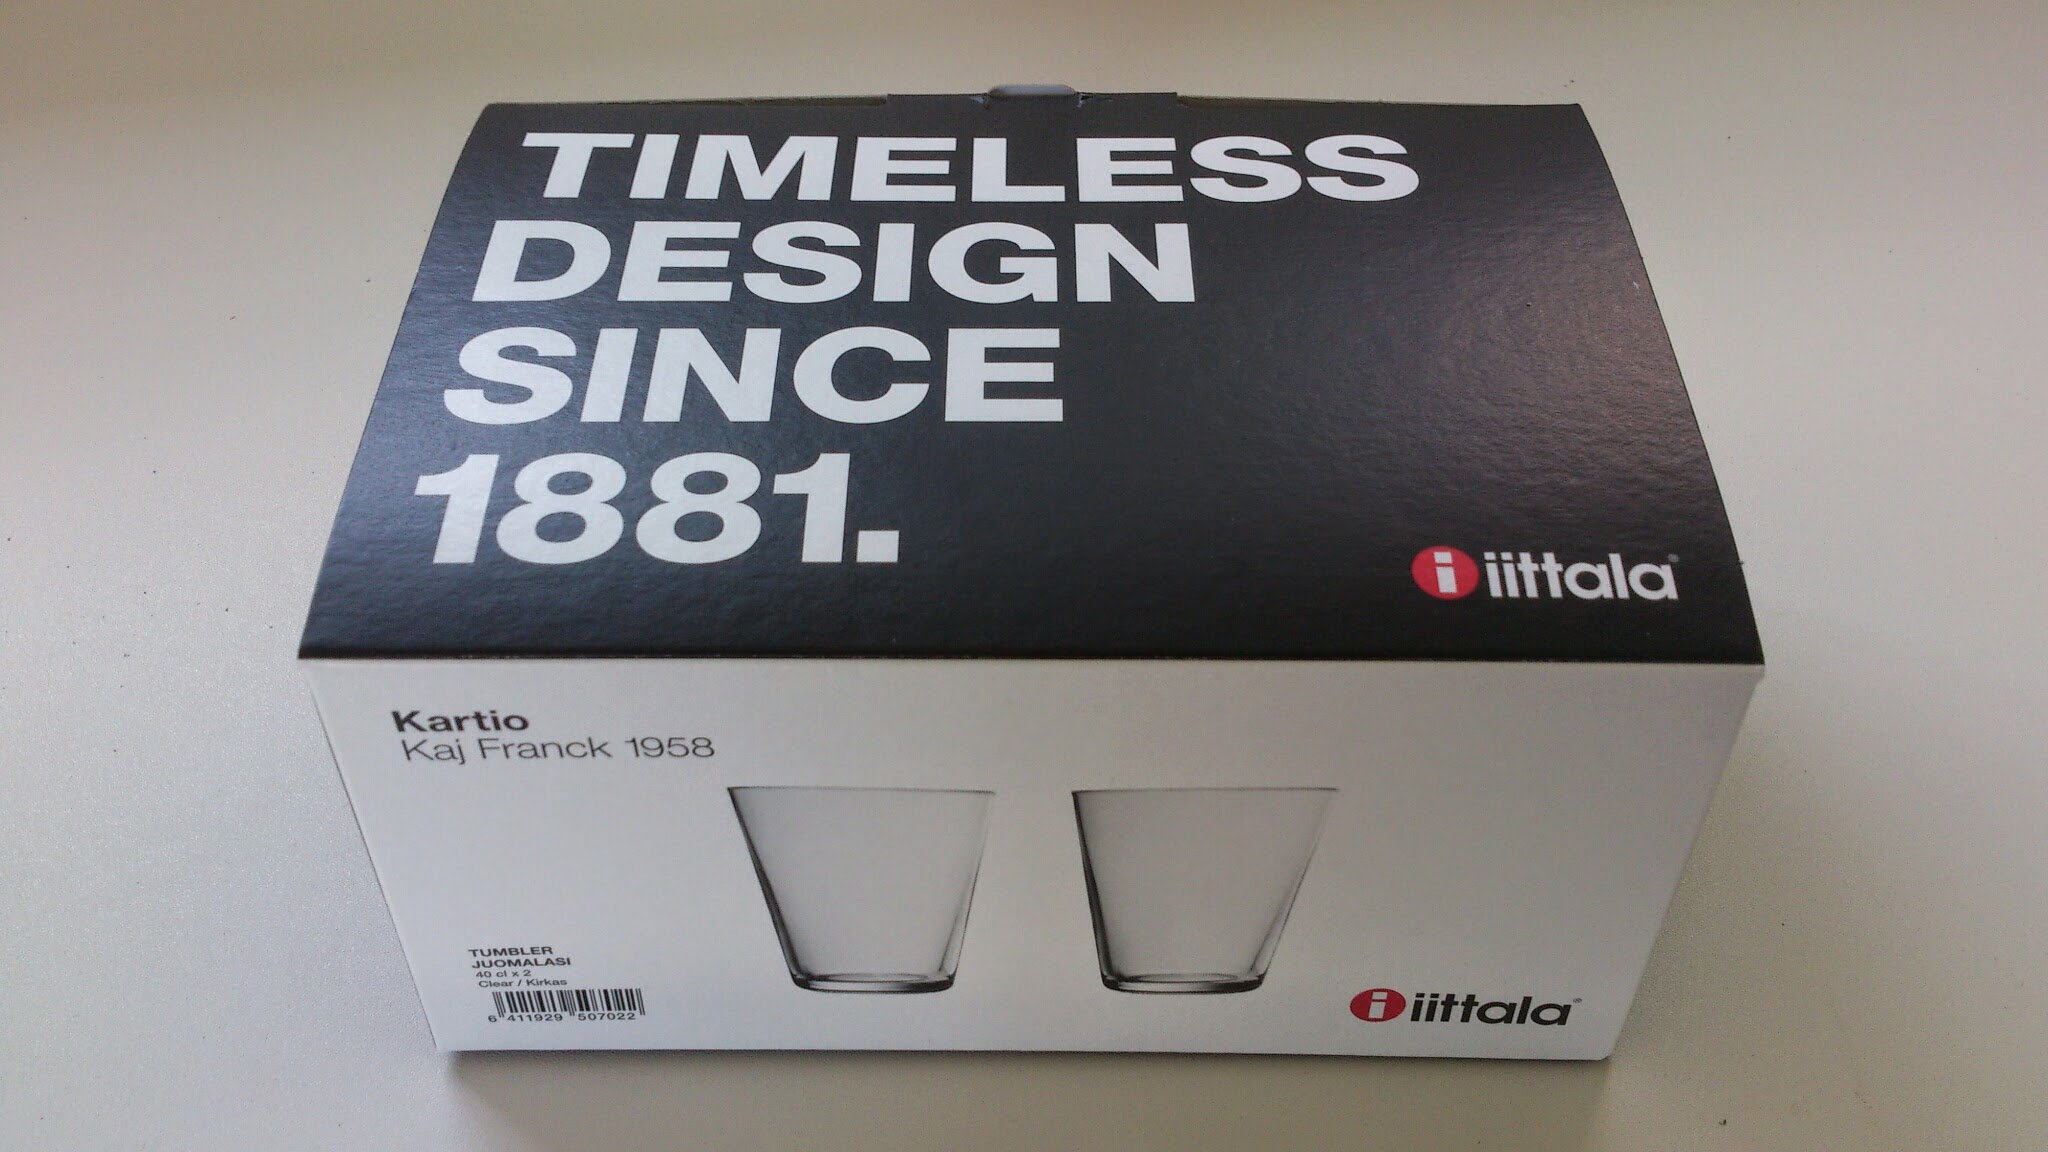 TIMELESS
DESIGN
SINCE
1881.
i iittala®
Kartio
Kaj Franck 1958
TUMBLER
JUOMALASI
40 cl x 2
Clear / Kirkas
6 411929 507022
i iittala®